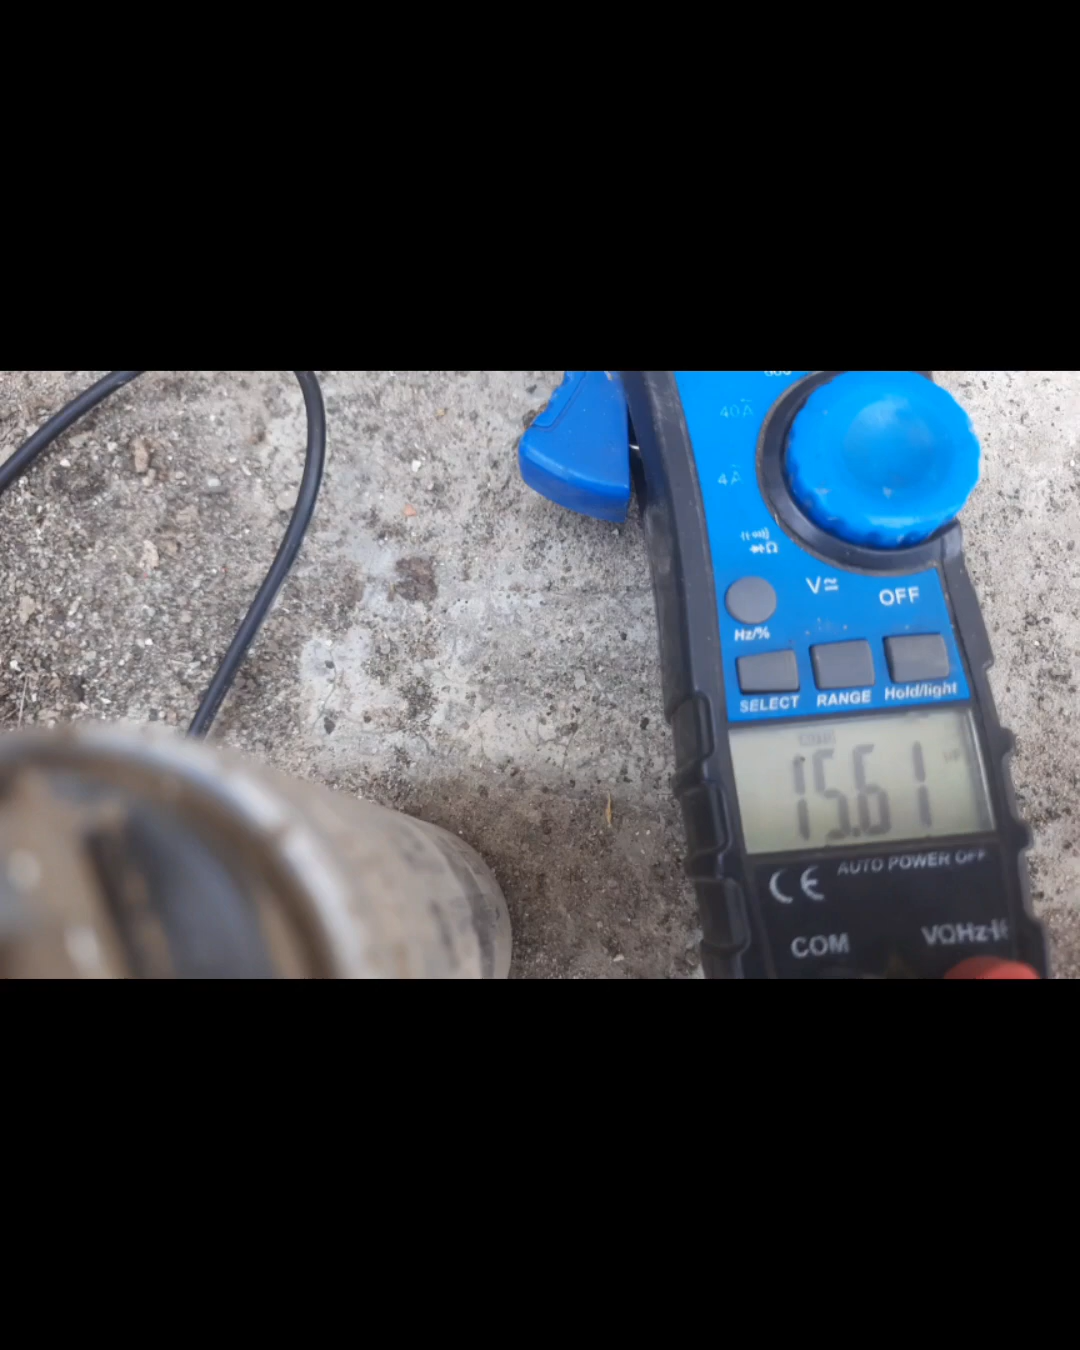 40A
4A
Ω
V≂
OFF
Hz/%
SELECT
RANGE
Hold/light
15.61
CE
AUTO POWER OFF
COM
VΩHz